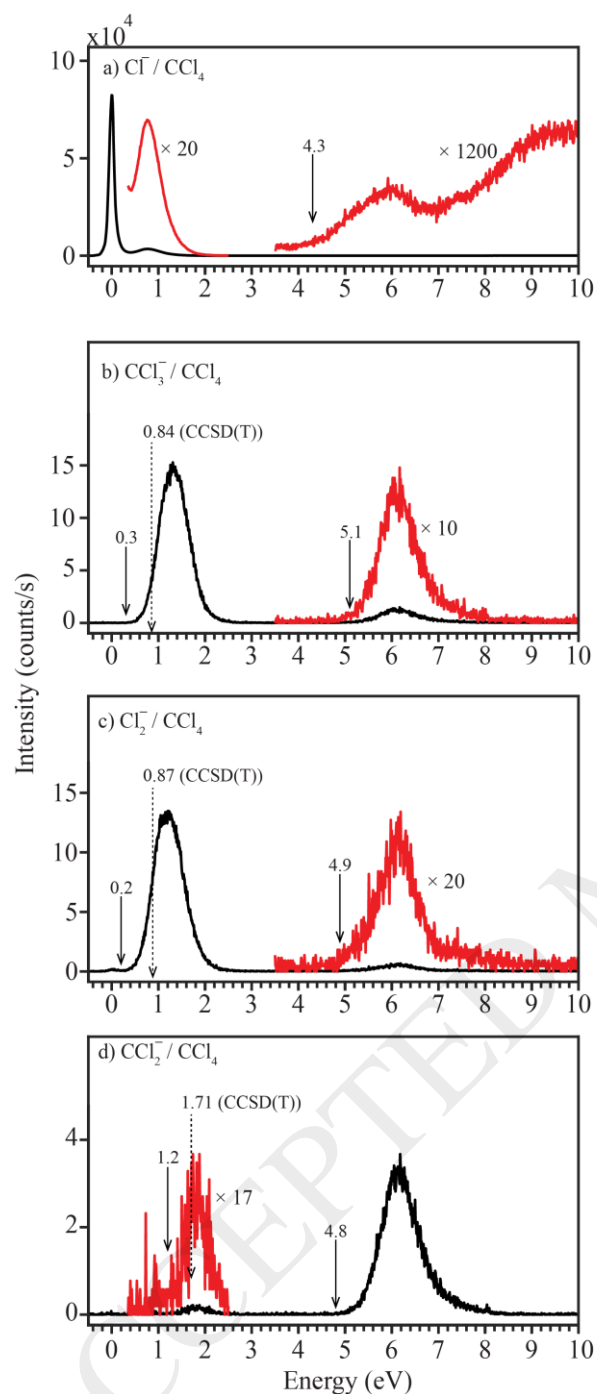 x10⁴
10
5
0
a) Cl⁻ / CCl₄
× 20
4.3
× 1200
0 1 2 3 4 5 6 7 8 9 10
b) CCl₃⁻ / CCl₄
0.84 (CCSD(T))
15
10
5
0
0.3
5.1
× 10
0 1 2 3 4 5 6 7 8 9 10
Intensity (counts/s)
c) Cl₂⁻ / CCl₄
0.87 (CCSD(T))
15
10
5
0
0.2
4.9
× 20
0 1 2 3 4 5 6 7 8 9 10
d) CCl₂⁻ / CCl₄
1.71 (CCSD(T))
4
2
0
1.2
× 17
4.8
0 1 2 3 4 5 6 7 8 9 10
Energy (eV)
CCEPTED